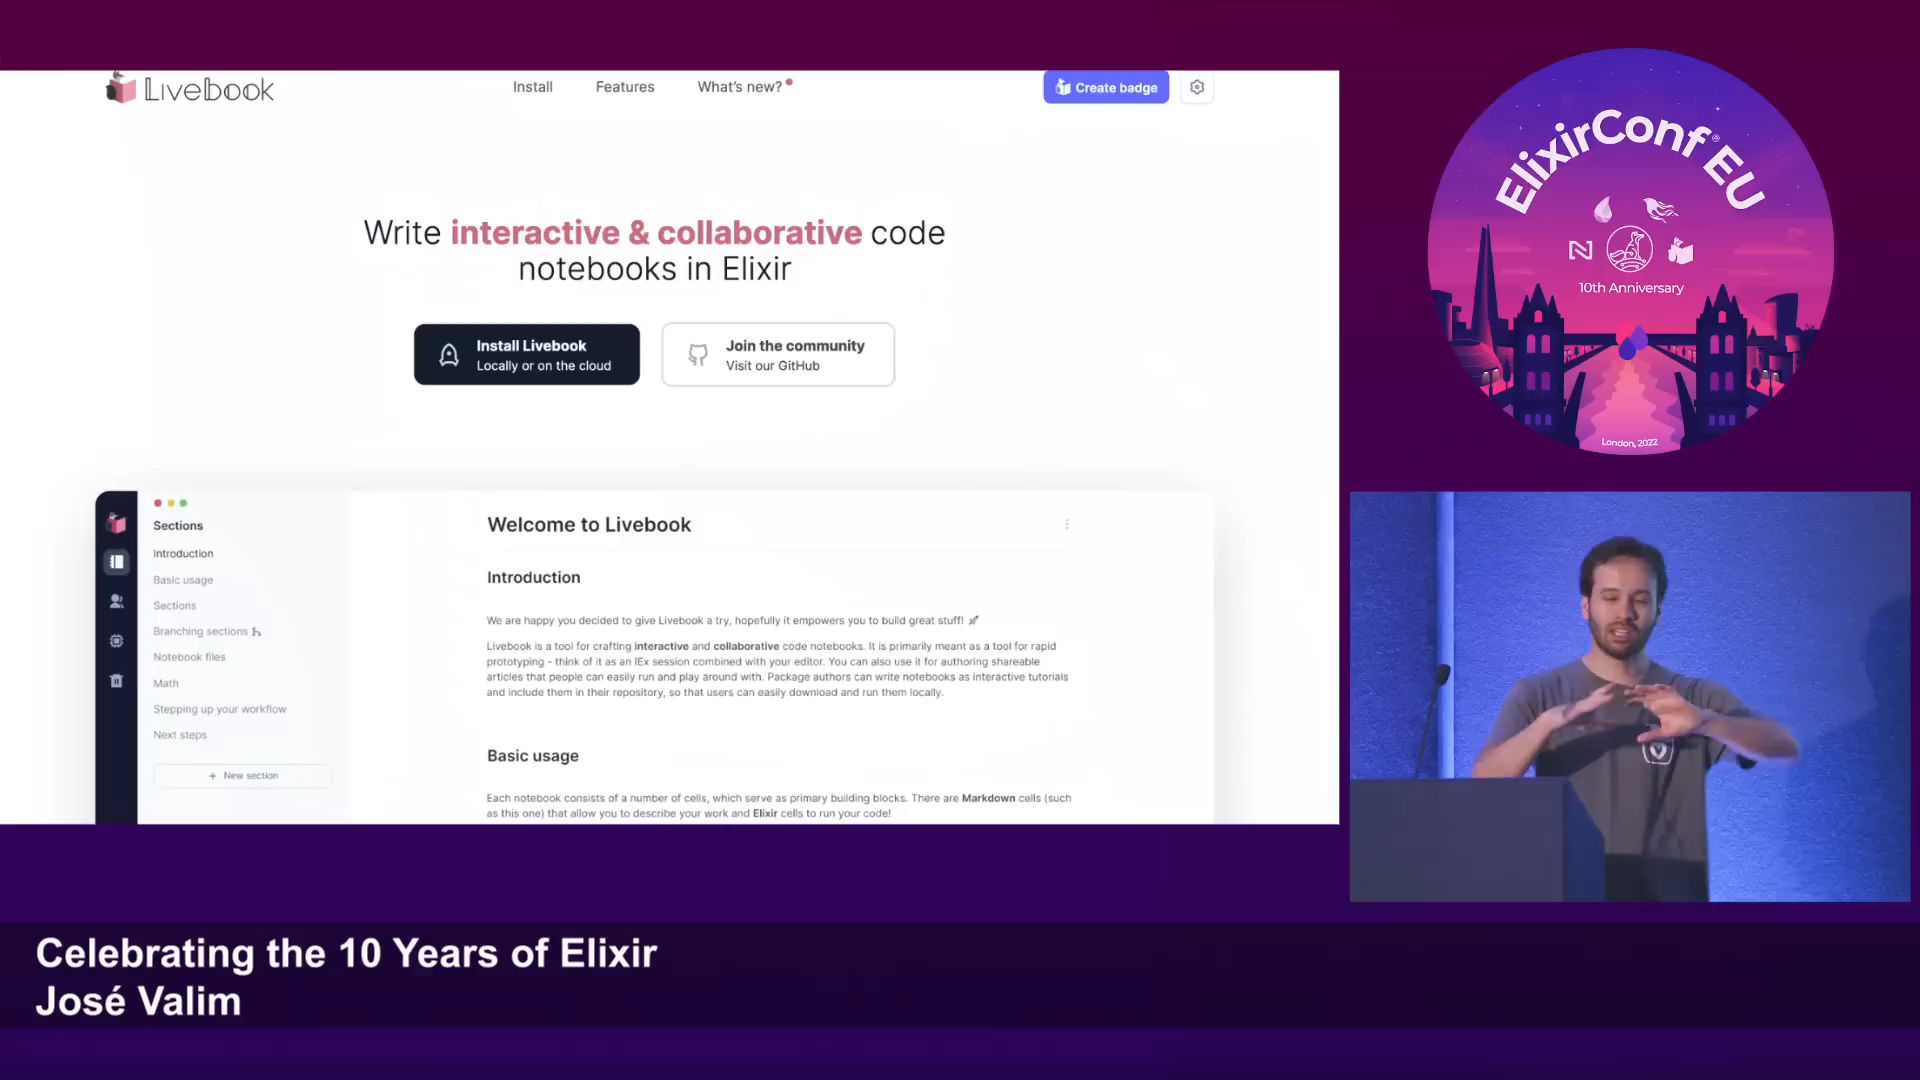 Livebook
Install
Features
What's new?
Create badge
Write interactive & collaborative code
notebooks in Elixir
Install Livebook
Locally or on the cloud
Join the community
Visit our GitHub
Sections
Introduction
Basic usage
Sections
Branching sections
Notebook files
Math
Stepping up your workflow
Next steps
+ New section
Welcome to Livebook
Introduction
We are happy you decided to give Livebook a try, hopefully it empowers you to build great stuff! 🚀
Livebook is a tool for crafting interactive and collaborative code notebooks. It is primarily meant as a tool for rapid
prototyping - think of it as an IEx session combined with your editor. You can also use it for authoring shareable
articles that people can easily run and play around with. Package authors can write notebooks as interactive tutorials
and include them in their repository, so that users can easily download and run them locally.
Basic usage
Each notebook consists of a number of cells, which serve as primary building blocks. There are Markdown cells (such
as this one) that allow you to describe your work and Elixir cells to run your code!
ElixirConf® EU
10th Anniversary
London, 2022
Celebrating the 10 Years of Elixir
José Valim